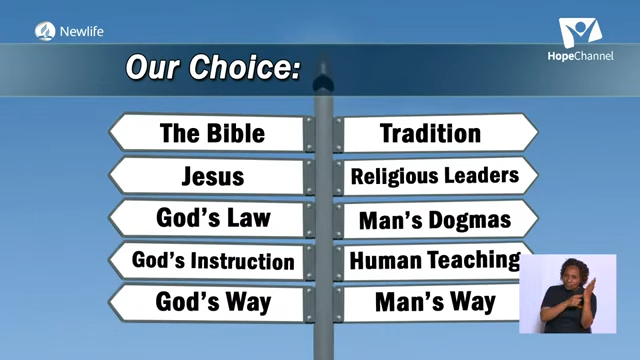 Newlife
HopeChannel
Our Choice:
The Bible
Tradition
Jesus
Religious Leaders
God's Law
Man's Dogmas
God's Instruction
Human Teaching
God's Way
Man's Way